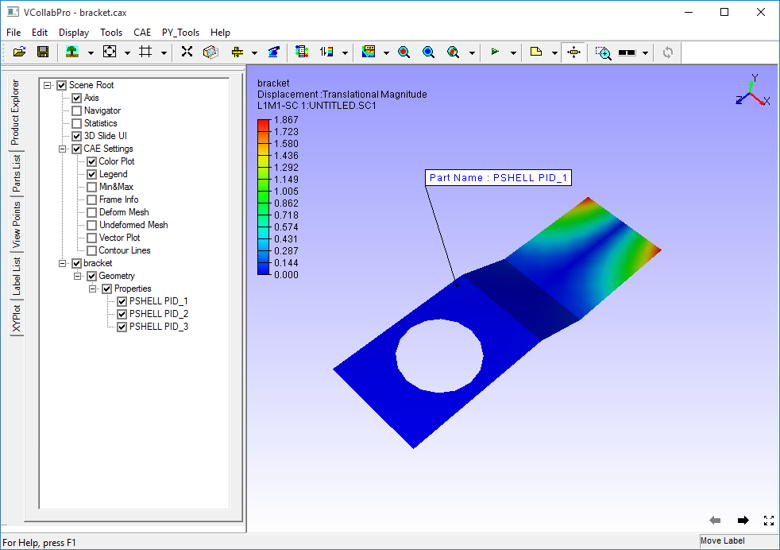 VCollabPro - bracket.cax
File Edit Display Tools CAE PY_Tools Help
Product Explorer
Parts List
View Points
Label List
XYPlot
Scene Root
Axis
Navigator
Statistics
3D Slide UI
CAE Settings
Color Plot
Legend
Min&Max
Frame Info
Deform Mesh
Undeformed Mesh
Vector Plot
Contour Lines
bracket
Geometry
Properties
PSHELL PID_1
PSHELL PID_2
PSHELL PID_3
bracket
Displacement :Translational Magnitude
L1M1-SC 1:UNTITLED.SC1
1.867
1.723
1.580
1.436
1.292
1.149
1.005
0.862
0.718
0.574
0.431
0.287
0.144
0.000
Part Name : PSHELL PID_1
Y
Z
X
For Help, press F1
Move Label